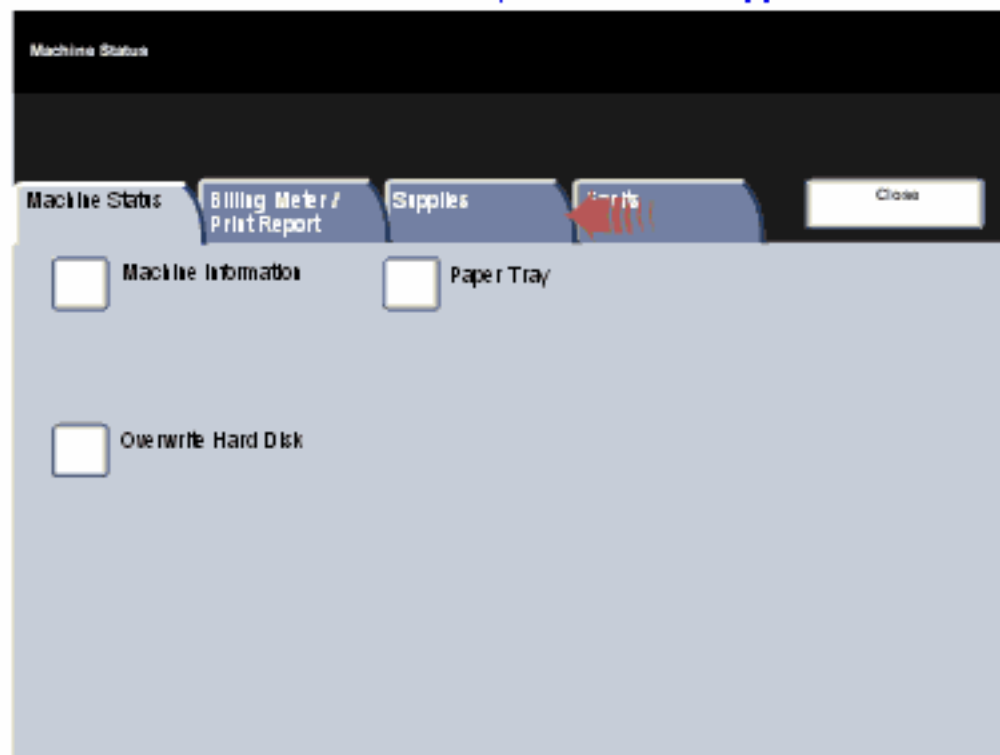 Machine Status
Machine Status
Billing Meter /
Print Report
Supplies
Close
Machine Information
Paper Tray
Overwrite Hard Disk